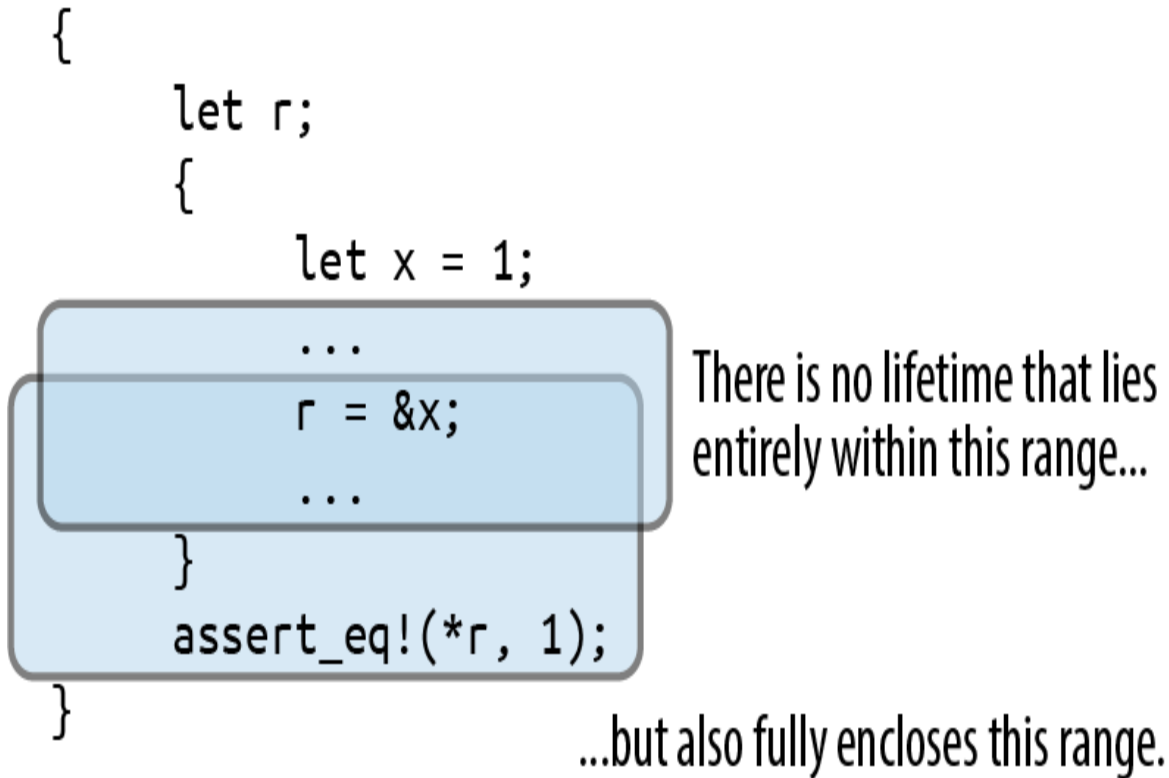 {
let r;
{
let x = 1;
...
r = &x;
...
}
assert_eq!(*r, 1);
}
There is no lifetime that lies
entirely within this range...
...but also fully encloses this range.